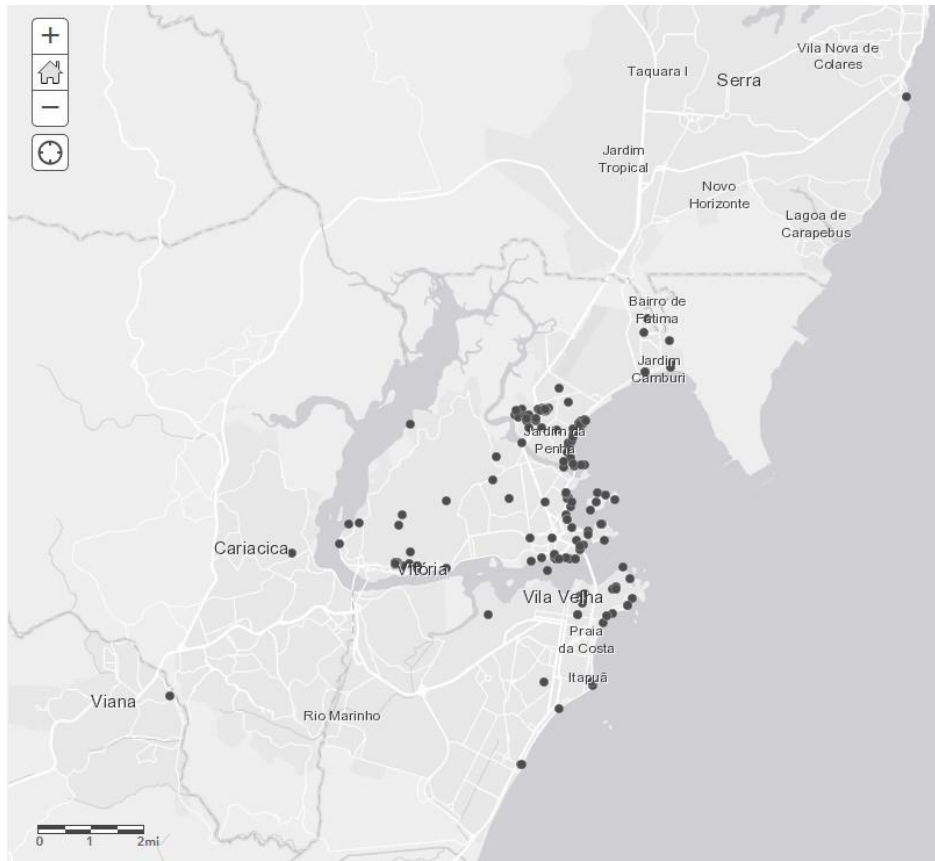 +
−
Vila Nova de
Colares
Taquara I
Serra
Jardim
Tropical
Novo
Horizonte
Lagoa de
Carapebus
Bairro de
Fátima
Jardim
Camburi
Jardim da
Penha
Cariacica
Vitória
Vila Velha
Praia
da Costa
Itapuã
Viana
Rio Marinho
0 1 2mi